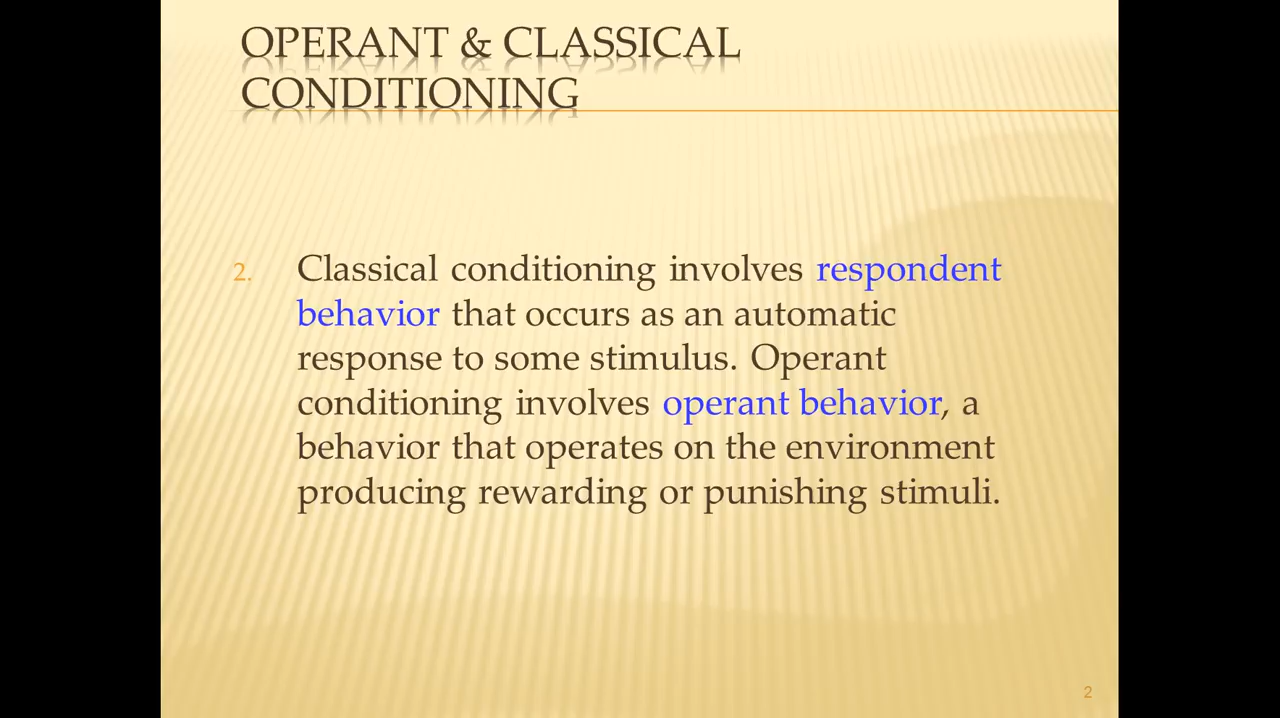 OPERANT & CLASSICAL
CONDITIONING
2. Classical conditioning involves respondent
behavior that occurs as an automatic
response to some stimulus. Operant
conditioning involves operant behavior, a
behavior that operates on the environment
producing rewarding or punishing stimuli.
2